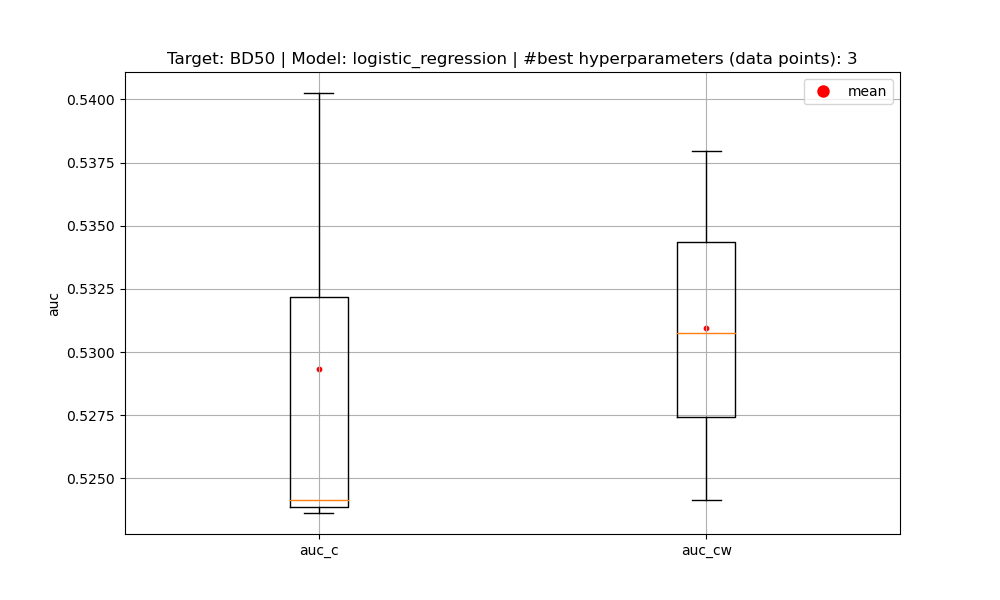 Target: BD50 | Model: logistic_regression | #best hyperparameters (data points): 3
mean
auc
0.5400
0.5375
0.5350
0.5325
0.5300
0.5275
0.5250
auc_c
auc_cw